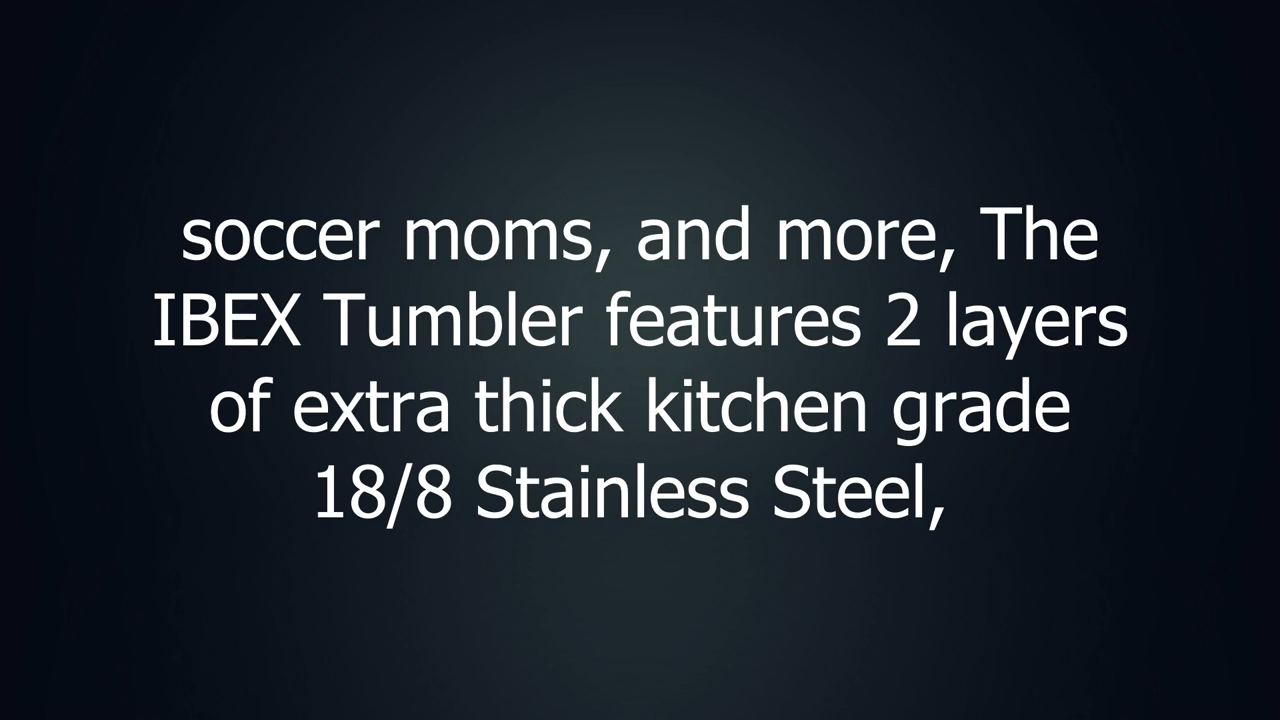 soccer moms, and more, The
IBEX Tumbler features 2 layers
of extra thick kitchen grade
18/8 Stainless Steel,